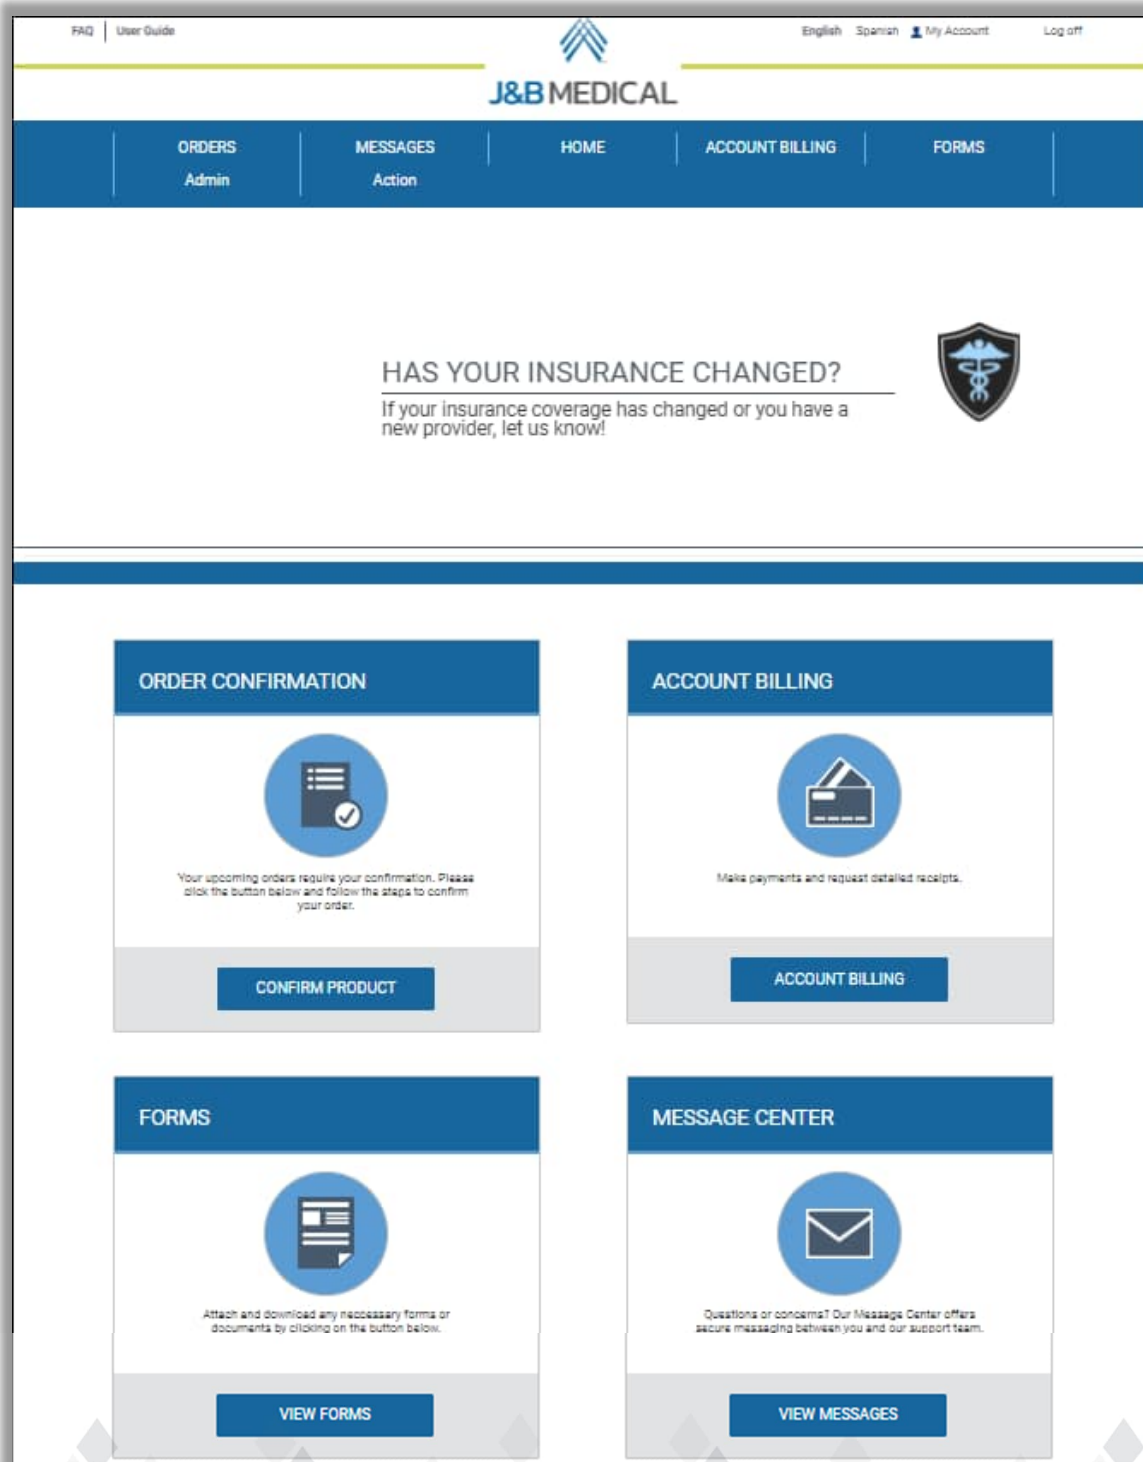 FAQ
User Guide
English Spanish My Account Log off
J&B MEDICAL
ORDERS MESSAGES HOME ACCOUNT BILLING FORMS
Admin Action
HAS YOUR INSURANCE CHANGED?
If your insurance coverage has changed or you have a
new provider, let us know!
ORDER CONFIRMATION
Your upcoming orders require your confirmation. Please
click the button below and follow the steps to confirm
your order.
CONFIRM PRODUCT
ACCOUNT BILLING
Make payments and request detailed receipts.
ACCOUNT BILLING
FORMS
Attach and download any neccessary forms or
documents by clicking on the button below.
VIEW FORMS
MESSAGE CENTER
Questions or concerns? Our Message Center offers
secure messaging between you and our support team.
VIEW MESSAGES